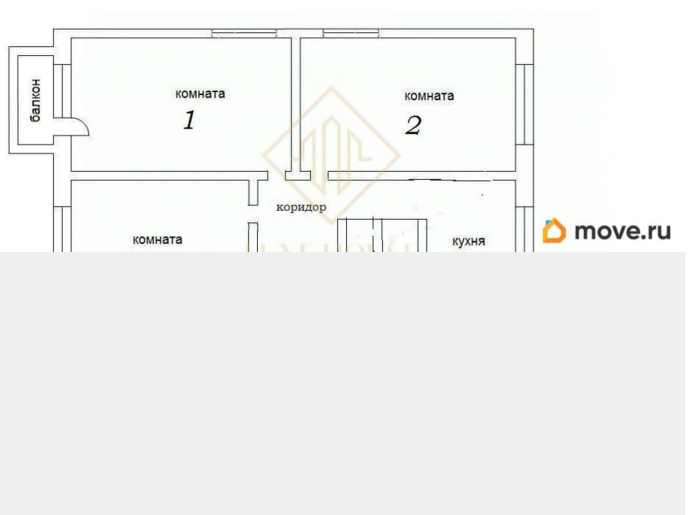 комната
комната
балкон
1
2
коридор
комната
кухня
move.ru